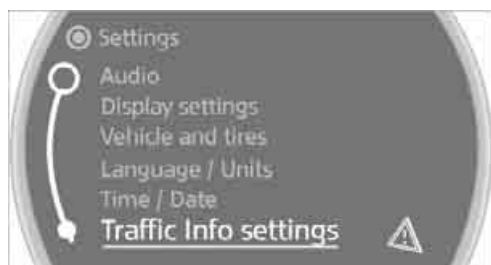 Settings
Audio
Display settings
Vehicle and tires
Language / Units
Time / Date
Traffic Info settings